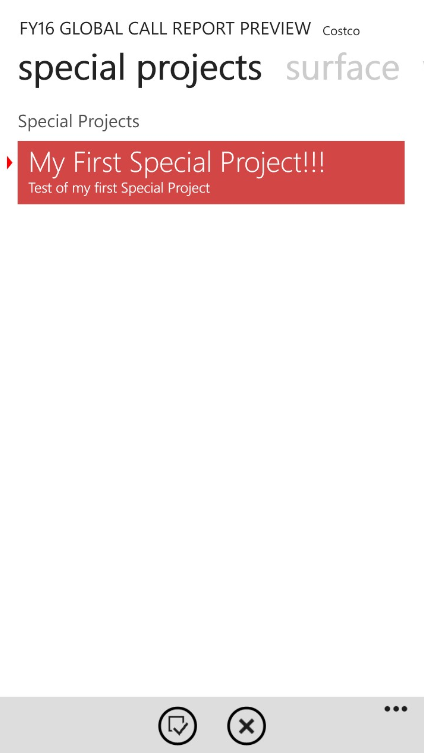 FY16 GLOBAL CALL REPORT PREVIEW Costco
special projects surface
Special Projects
My First Special Project!!!
Test of my first Special Project